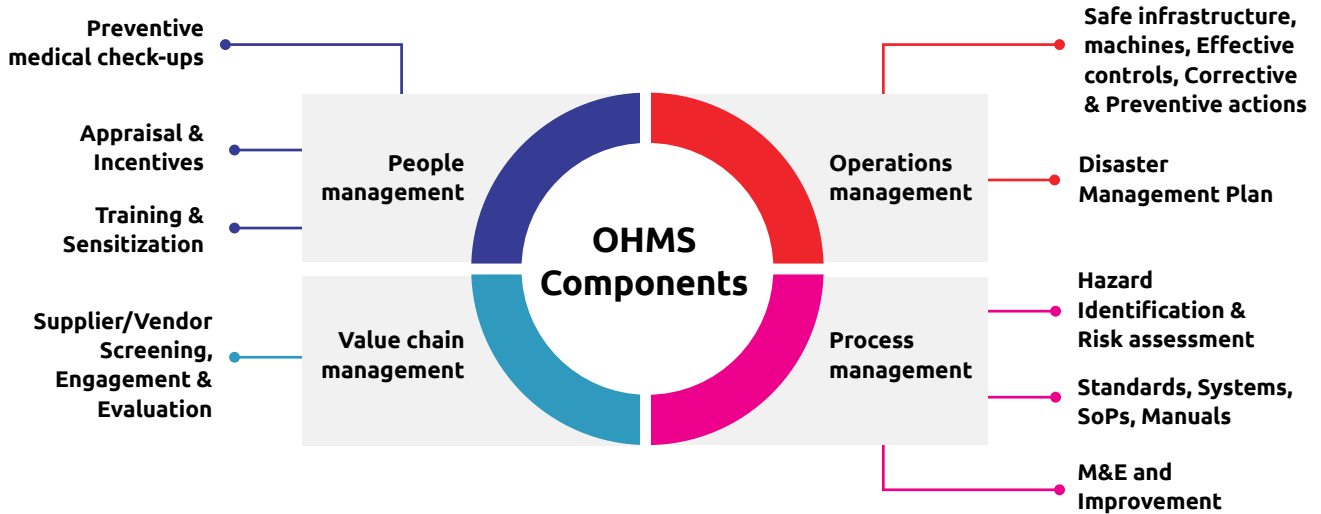 Preventive
medical check-ups
Appraisal &
Incentives
Training &
Sensitization
Supplier/Vendor
Screening,
Engagement &
Evaluation
People
management
Value chain
management
OHMS
Components
Operations
management
Process
management
Safe infrastructure,
machines, Effective
controls, Corrective
& Preventive actions
Disaster
Management Plan
Hazard
Identification &
Risk assessment
Standards, Systems,
SoPs, Manuals
M&E and
Improvement